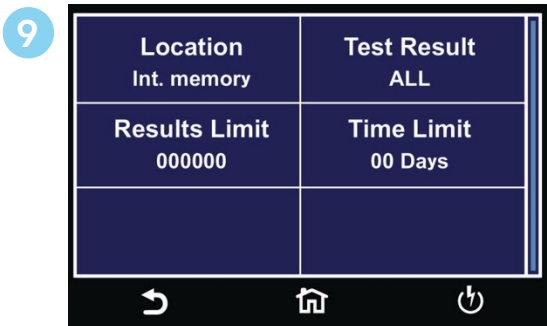 9
Location
Int. memory
Test Result
ALL
Results Limit
000000
Time Limit
00 Days